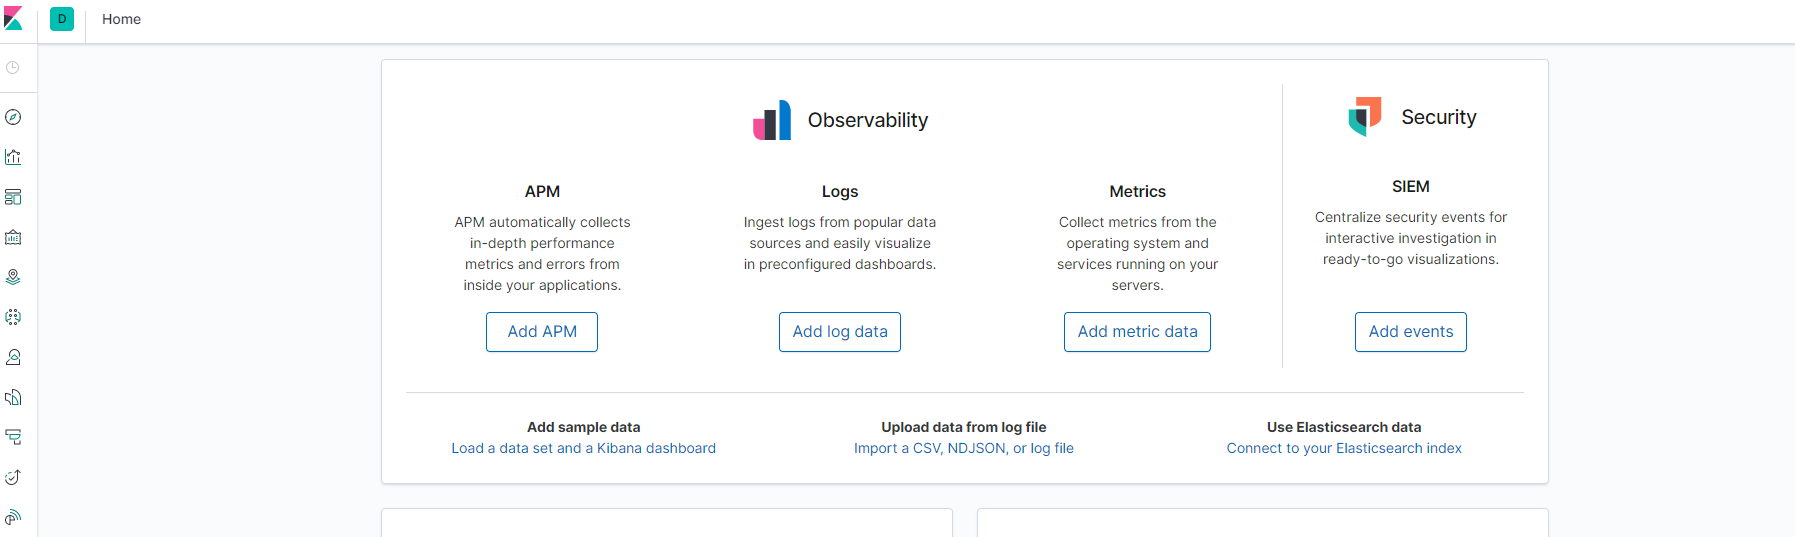 D Home
Observability
Security
APM
APM automatically collects
in-depth performance
metrics and errors from
inside your applications.
Add APM
Logs
Ingest logs from popular data
sources and easily visualize
in preconfigured dashboards.
Add log data
Metrics
Collect metrics from the
operating system and
services running on your
servers.
Add metric data
SIEM
Centralize security events for
interactive investigation in
ready-to-go visualizations.
Add events
Add sample data
Load a data set and a Kibana dashboard
Upload data from log file
Import a CSV, NDJSON, or log file
Use Elasticsearch data
Connect to your Elasticsearch index